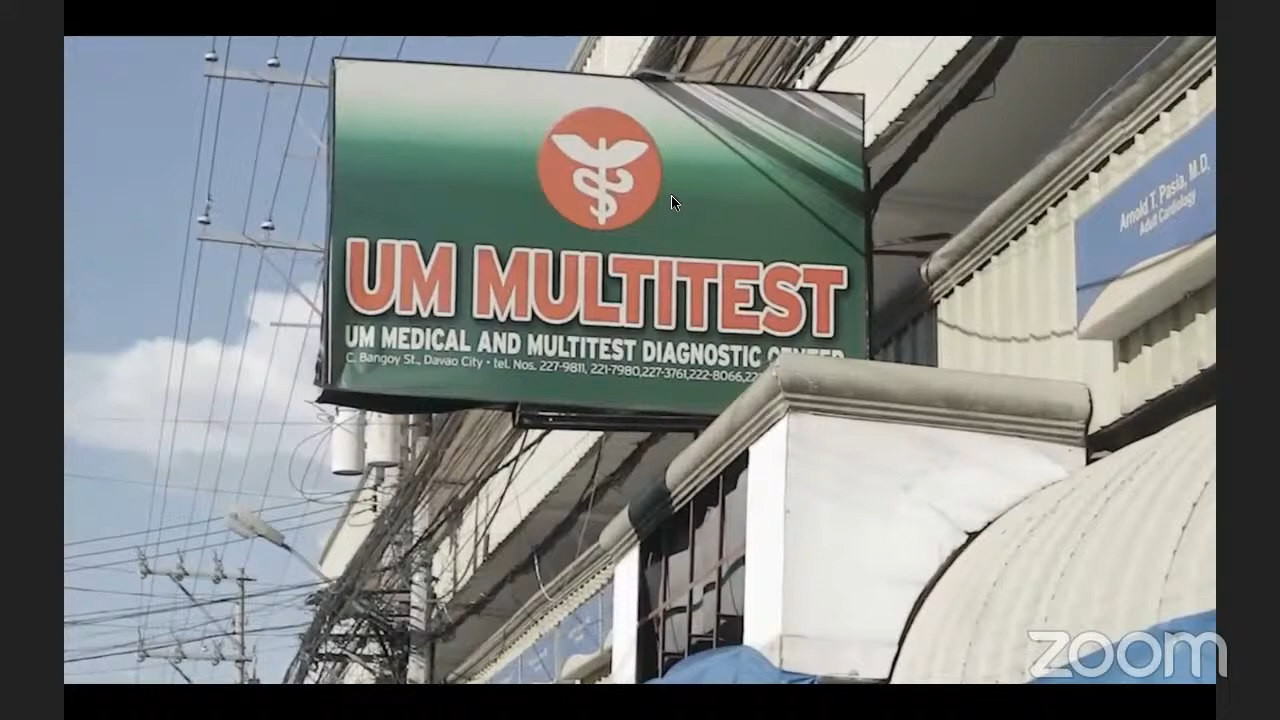 UM MULTITEST
UM MEDICAL AND MULTITEST DIAGNOSTIC CENTER
C. Bangoy St., Davao City • tel. Nos. 227-9811, 221-7980,227-3761,222-8066,
Arnold T. Pasia, M.D.
Adult Cardiology
zoom